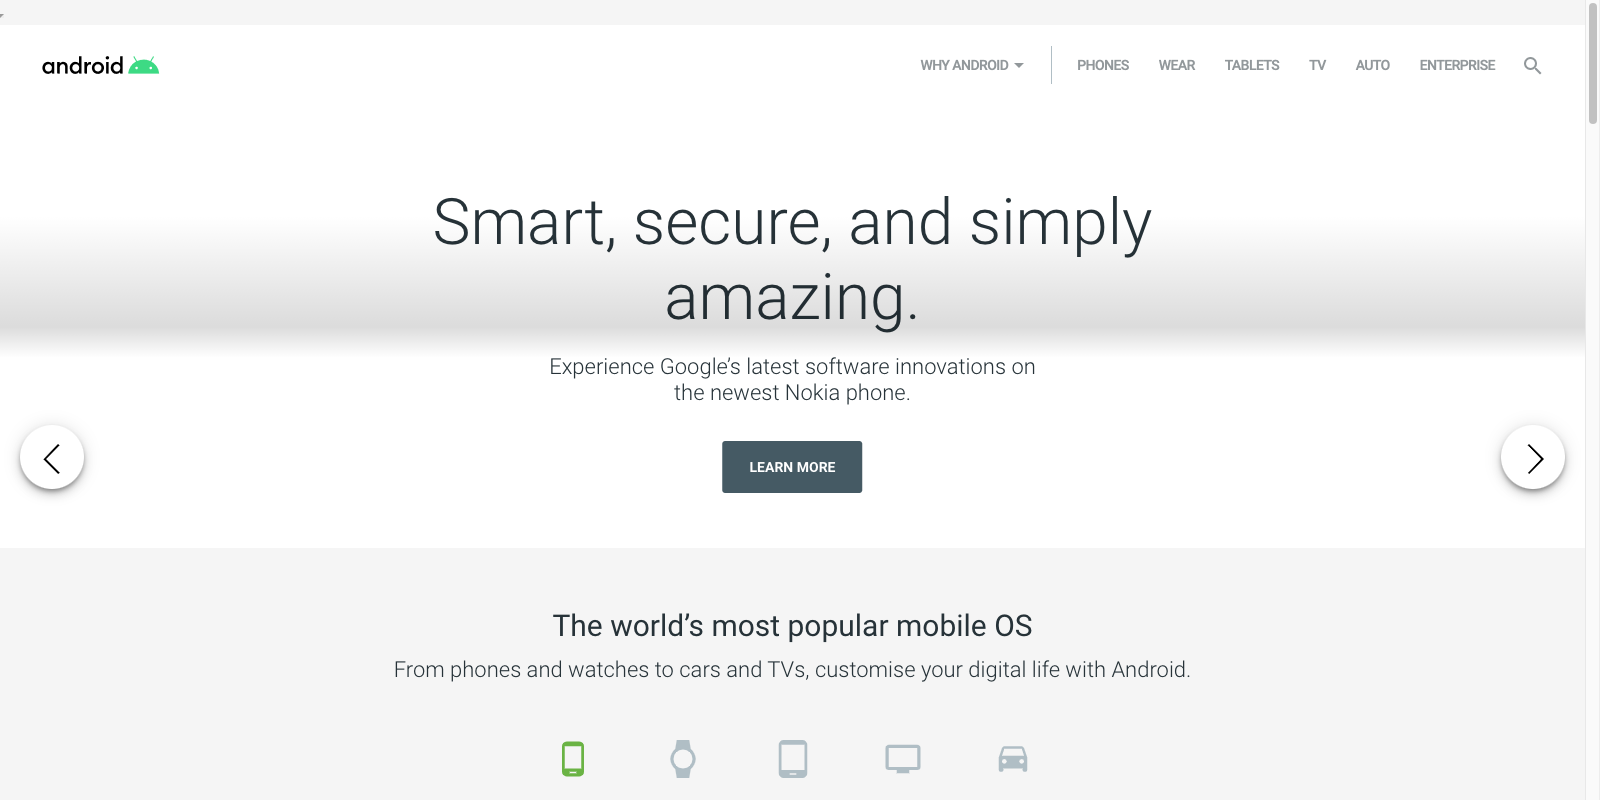 android
WHY ANDROID PHONES WEAR TABLETS TV AUTO ENTERPRISE
Smart, secure, and simply
amazing.
Experience Google’s latest software innovations on
the newest Nokia phone.
LEARN MORE
The world’s most popular mobile OS
From phones and watches to cars and TVs, customise your digital life with Android.